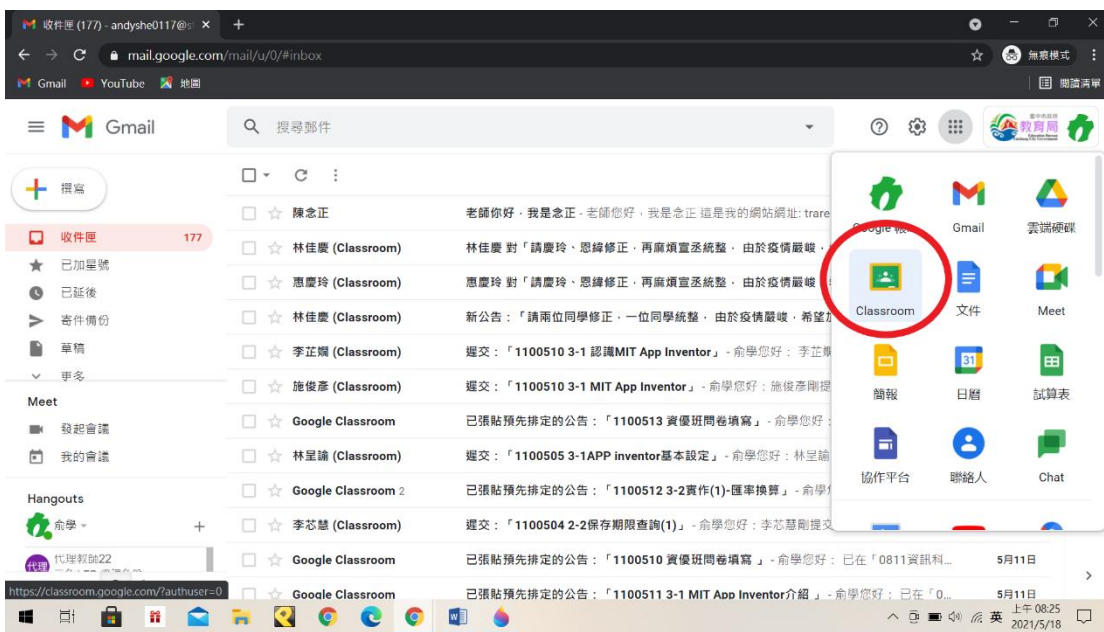 收件匣 (177) - andyshe0117@s
mail.google.com/mail/u/0/#inbox
無痕模式
Gmail
YouTube
地圖
閱讀清單
Gmail
搜尋郵件
教育局
撰寫
收件匣 177
已加星號
已延後
寄件備份
草稿
更多
Meet
發起會議
我的會議
Hangouts
俞學
代理教師22
陳念正 老師你好,我是念正 - 老師您好,我是念正 這是我的網站網址: trare
林佳慶 (Classroom) 林佳慶 對「請慶玲、恩緯修正,再麻煩宣丞統整, 由於疫情嚴峻,
惠慶玲 (Classroom) 惠慶玲 對「請慶玲、恩緯修正,再麻煩宣丞統整, 由於疫情嚴峻
林佳慶 (Classroom) 新公告:「請兩位同學修正,一位同學統整, 由於疫情嚴峻,希望
李芷嫻 (Classroom) 遲交:「1100510 3-1 認識MIT App Inventor」 - 俞學您好: 李芷
施俊彥 (Classroom) 遲交:「1100510 3-1 MIT App Inventor」 - 俞學您好:施俊彥剛提
Google Classroom 已張貼預先排定的公告:「1100513 資優班問卷填寫」 - 俞學您好:
林呈諭 (Classroom) 遲交:「1100505 3-1APP inventor基本設定」 - 俞學您好:林呈諭
Google Classroom 2 已張貼預先排定的公告:「1100512 3-2實作(1)-匯率換算」 - 俞學
李芯慧 (Classroom) 遲交:「1100504 2-2保存期限查詢(1)」 - 俞學您好:李芯慧剛提交
Google Classroom 已張貼預先排定的公告:「1100510 資優班問卷填寫 」 - 俞學您好: 已在「0811資訊科... 5月11日
Google Classroom 已張貼預先排定的公告:「1100511 3-1 MIT App Inventor介紹 」 - 俞學您好: 已在「0... 5月11日
Google
Gmail
雲端硬碟
Classroom
文件
Meet
簡報
31
日曆
試算表
協作平台
聯絡人
Chat
https://classroom.google.com/?authuser=0
英
上午 08:25
2021/5/18